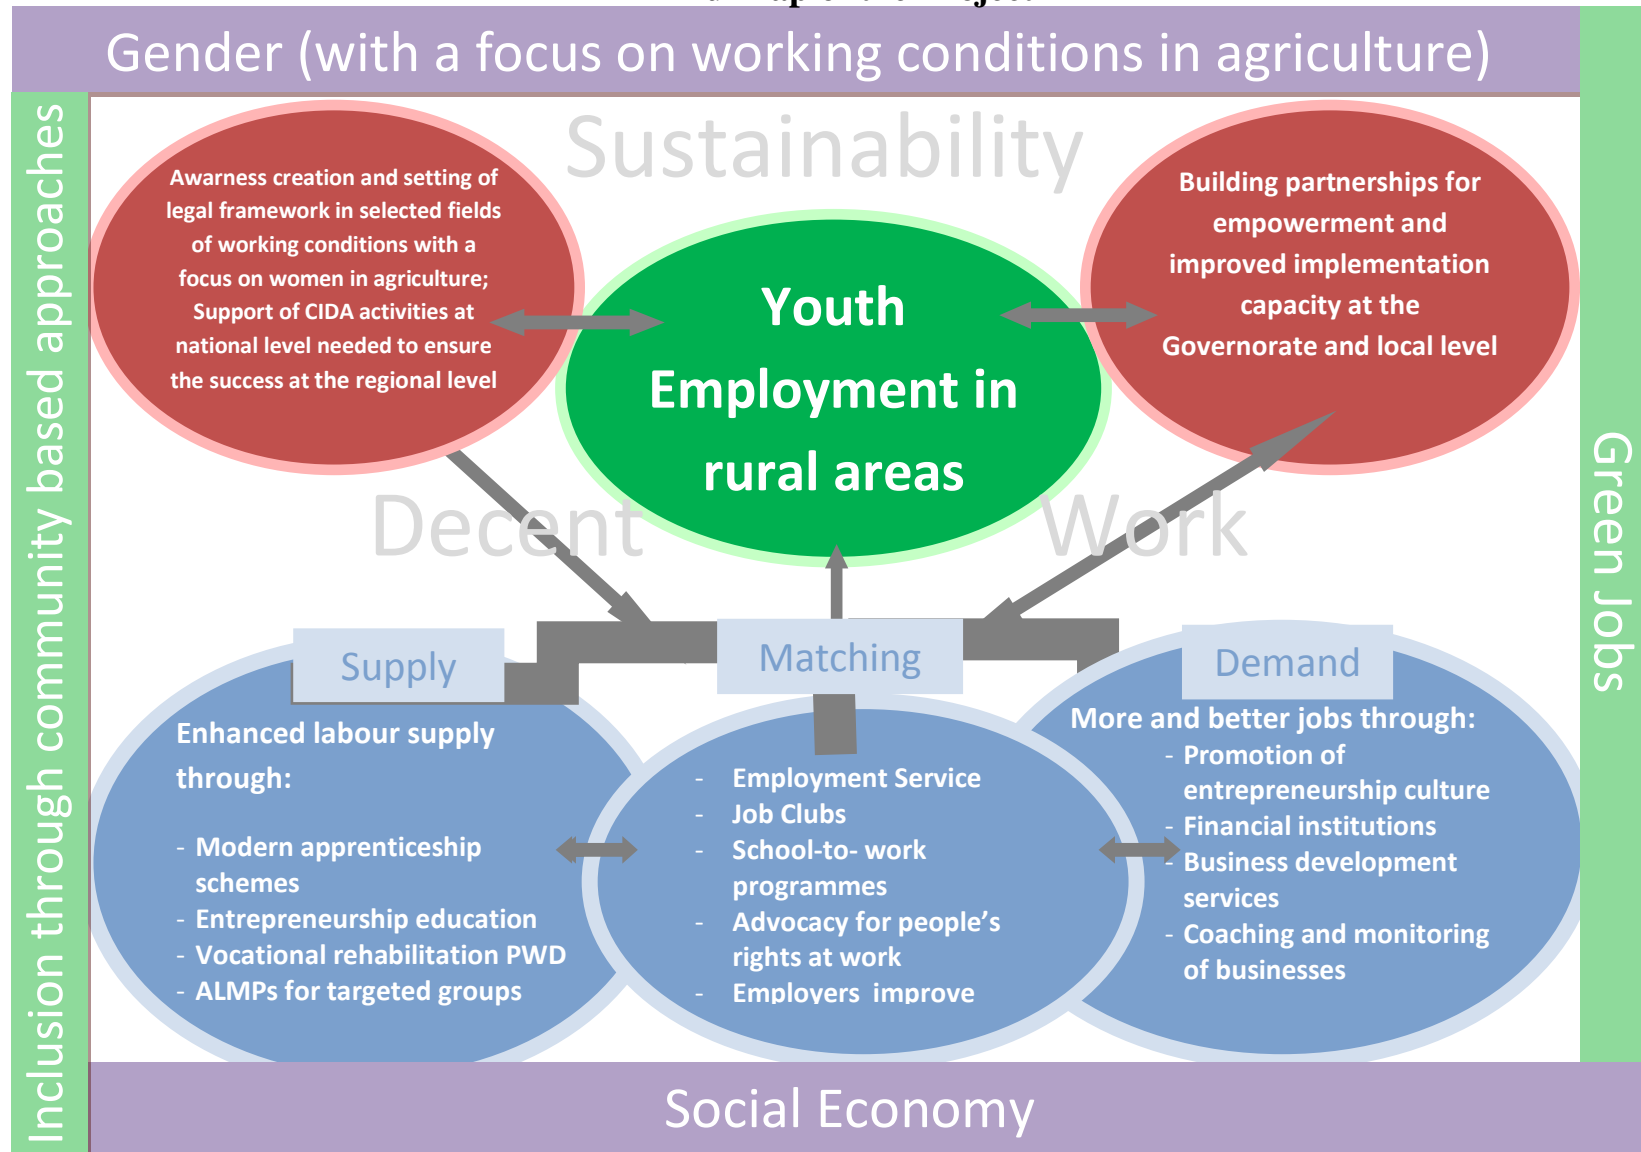 Gender (with a focus on working conditions in agriculture)
Inclusion through community based approaches
Sustainability
Awarness creation and setting of
legal framework in selected fields
of working conditions with a
focus on women in agriculture;
Support of CIDA activities at
national level needed to ensure
the success at the regional level
Youth
Employment in
rural areas
Building partnerships for
empowerment and
improved implementation
capacity at the
Governorate and local level
Decent Work
Green Jobs
Supply
Enhanced labour supply
through:
- Modern apprenticeship
schemes
- Entrepreneurship education
- Vocational rehabilitation PWD
- ALMPs for targeted groups
Matching
- Employment Service
- Job Clubs
- School-to- work
programmes
- Advocacy for people’s
rights at work
- Employers improve
Demand
More and better jobs through:
- Promotion of
entrepreneurship culture
- Financial institutions
- Business development
services
- Coaching and monitoring
of businesses
Social Economy